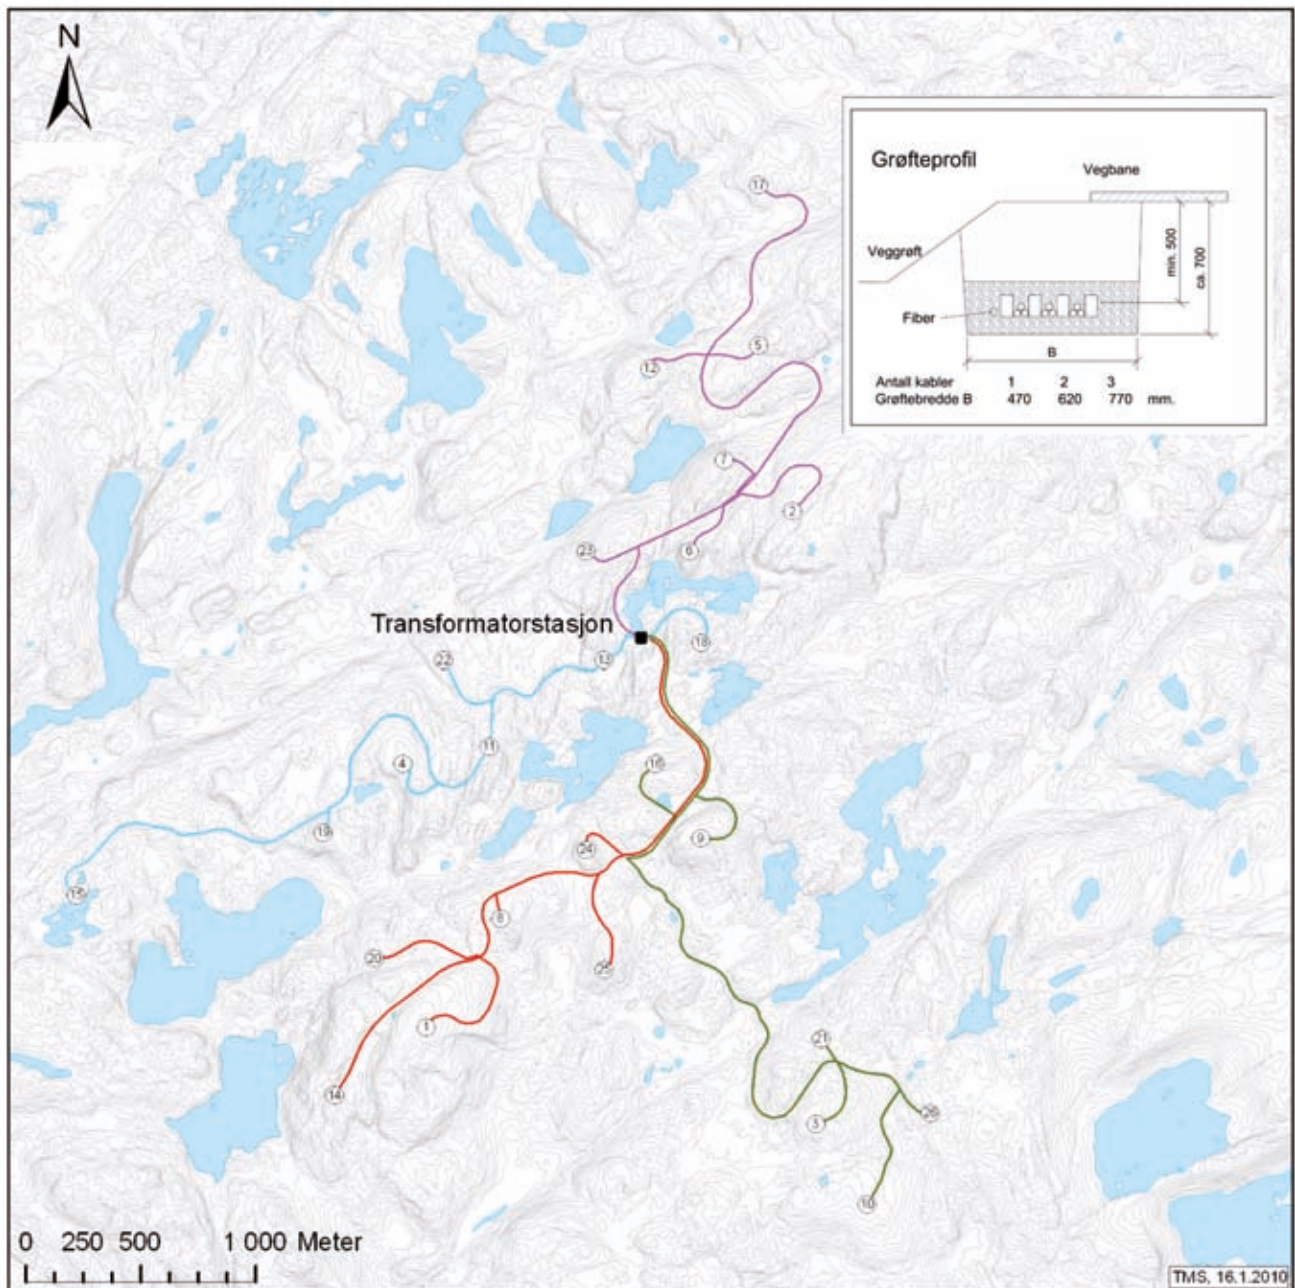 N
Grøfteprofil
Vegbane
Veggrøft
min. 500
ca. 700
Fiber
B
Antall kabler 1 2 3
Grøftebredde B 470 620 770 mm.
17
5
12
7
2
23
6
Transformatorstasjon
18
22
13
11
4
16
19
9
24
15
8
20
25
1
21
14
3
26
10
0 250 500 1 000 Meter
TMS, 16.1.2010